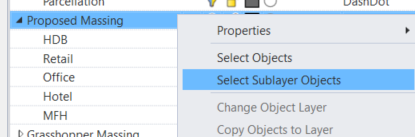 Parcellation DashDot
Proposed Massing
HDB
Retail
Office
Hotel
MFH
Grasshopper Massing
Properties
Select Objects
Select Sublayer Objects
Change Object Layer
Copy Objects to Layer